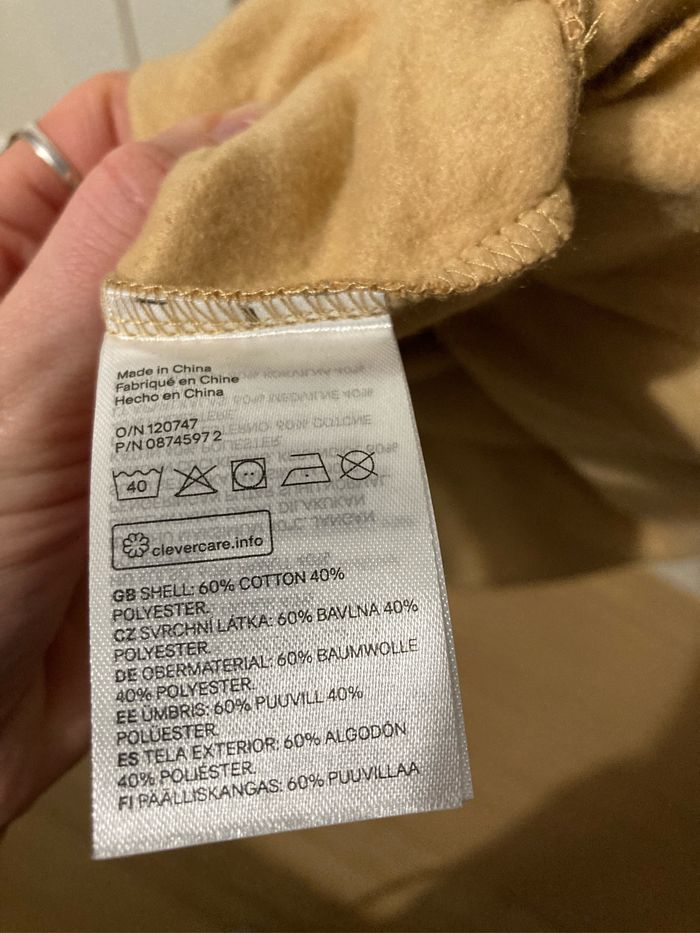 Made in China
Fabriqué en Chine
Hecho en China
O/N 120747
P/N 0874597 2
40
clevercare.info
GB SHELL: 60% COTTON 40%
POLYESTER.
CZ SVRCHNÍ LÁTKA: 60% BAVLNA 40%
POLYESTER.
DE OBERMATERIAL: 60% BAUMWOLLE
40% POLYESTER.
EE ÜMBRIS: 60% PUUVILL 40%
POLÜESTER.
ES TELA EXTERIOR: 60% ALGODÓN
40% POLIÉSTER.
FI PÄÄLLISKANGAS: 60% PUUVILLAA